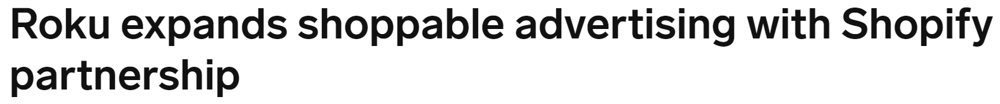 Roku expands shoppable advertising with Shopify
partnership